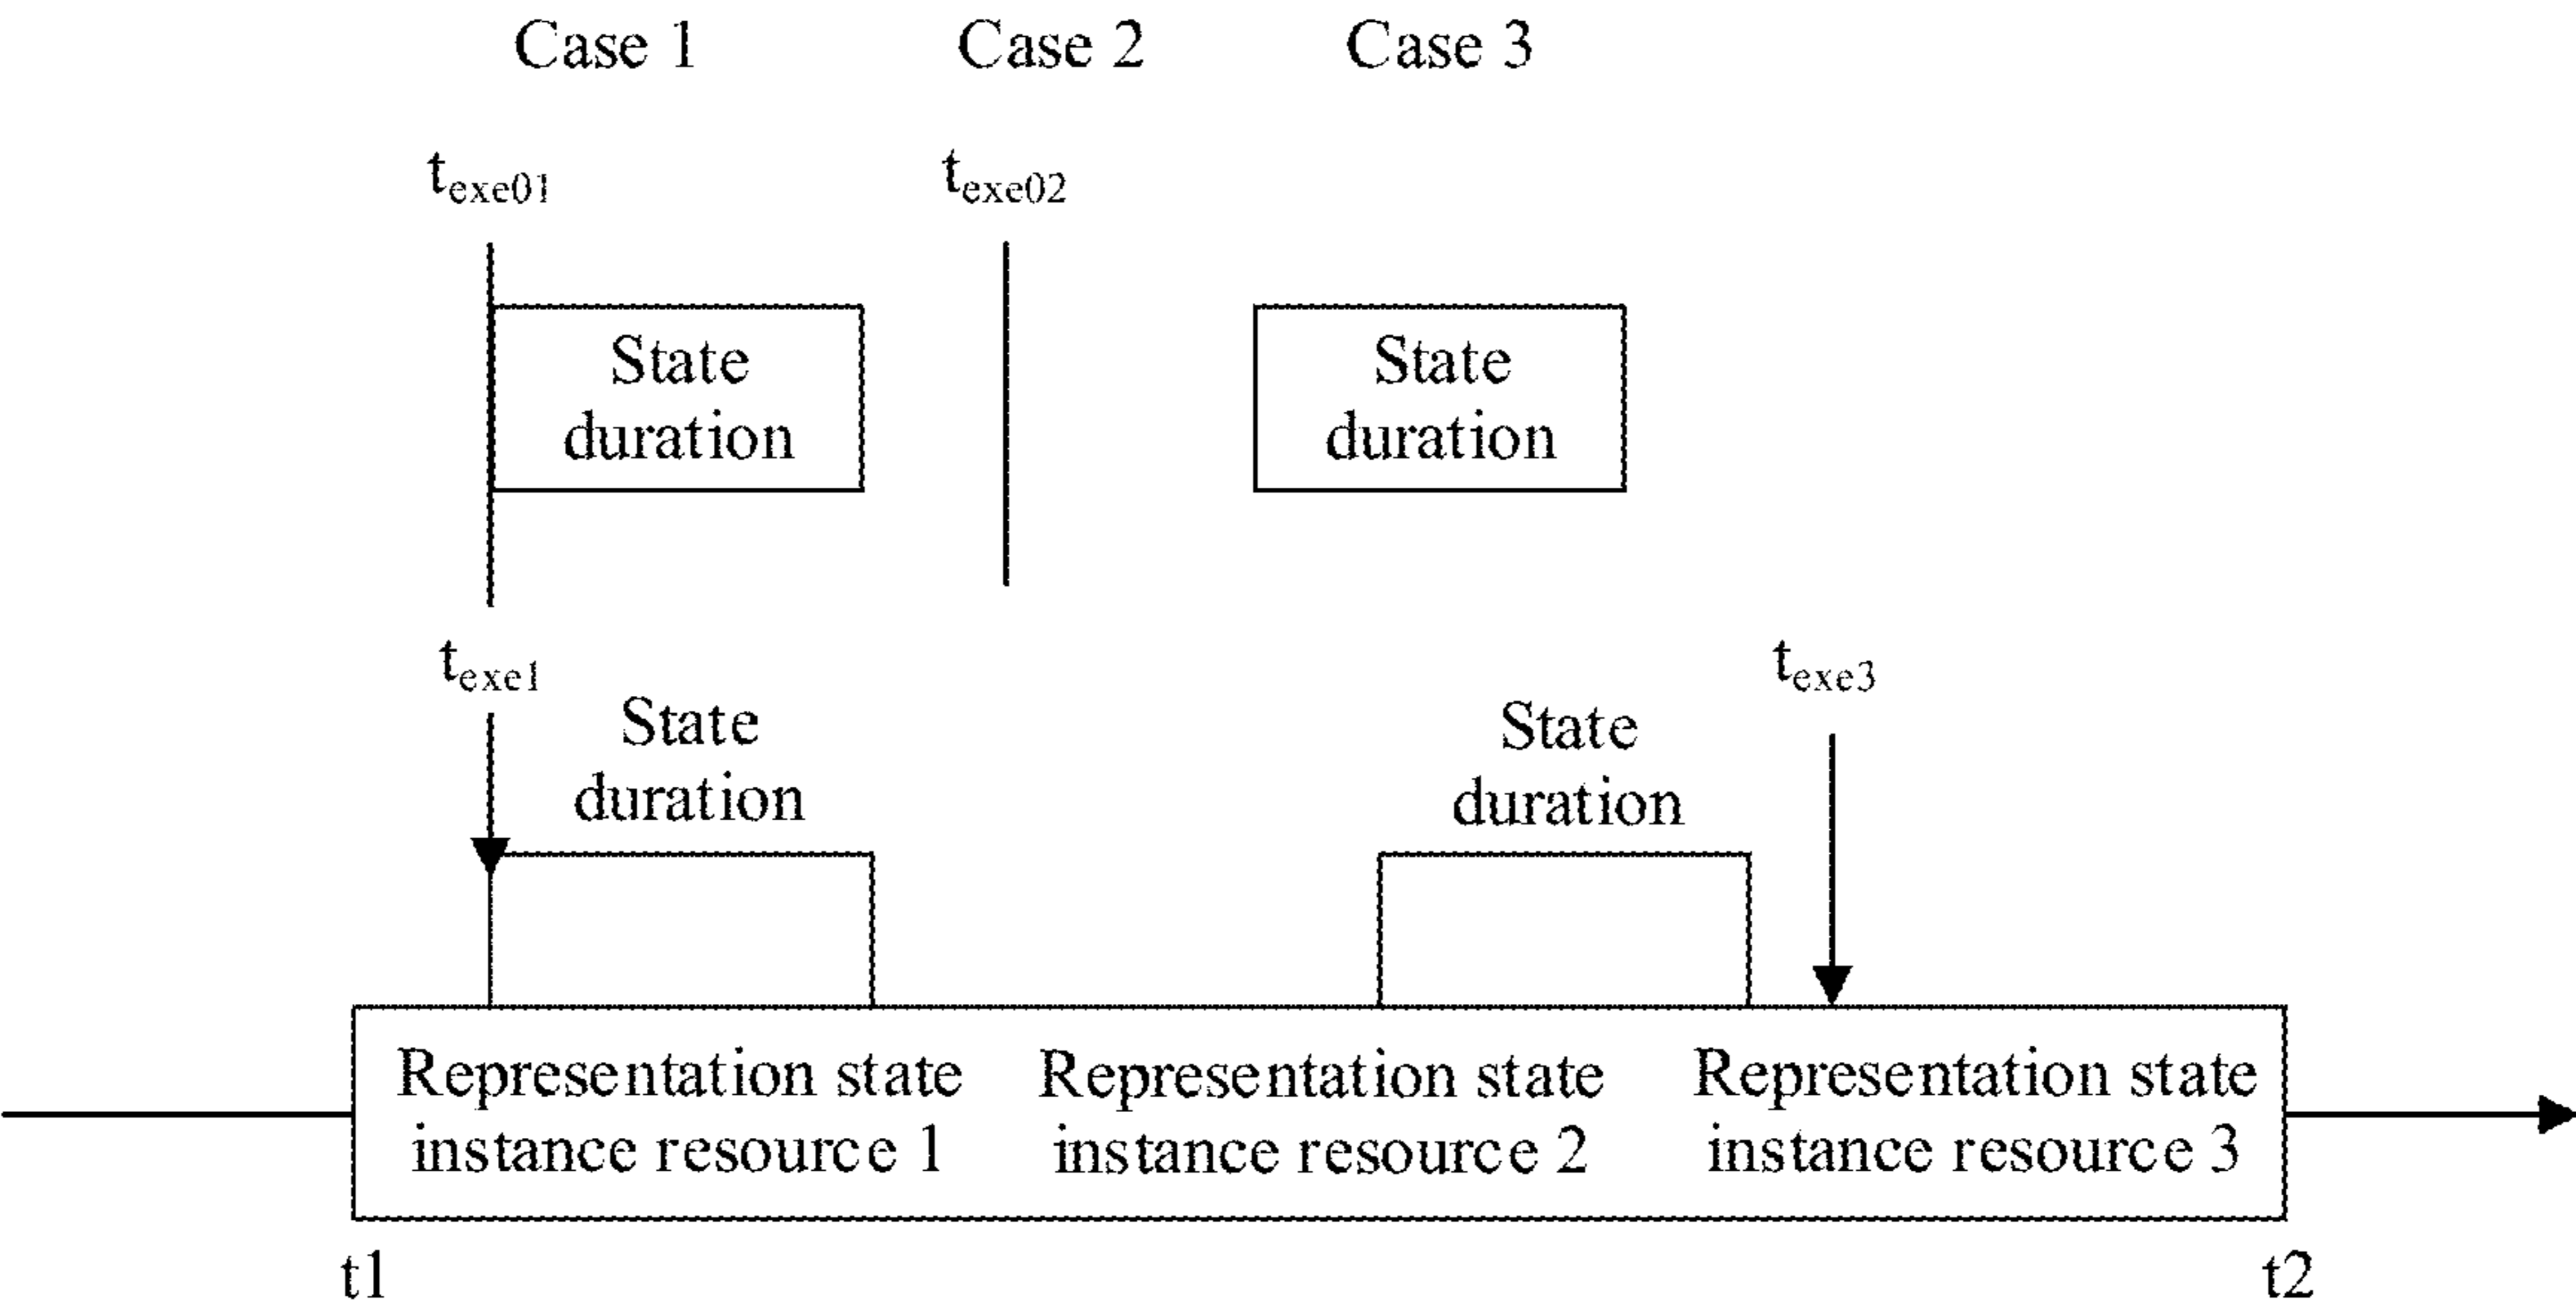 Case 1
Case 2
Case 3
texe01
texe02
State
duration
State
duration
texe1
texe3
State
duration
State
duration
Representation state
instance resource 1
Representation state
instance resource 2
Representation state
instance resource 3
t1
t2